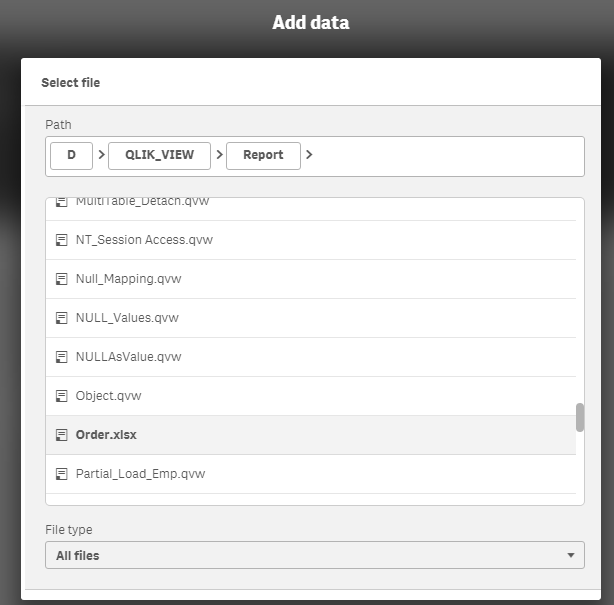 Add data
Select file
Path
D > QLIK_VIEW > Report >
MultiTable_Detach.qvw
NT_Session Access.qvw
Null_Mapping.qvw
NULL_Values.qvw
NULLAsValue.qvw
Object.qvw
Order.xlsx
Partial_Load_Emp.qvw
File type
All files